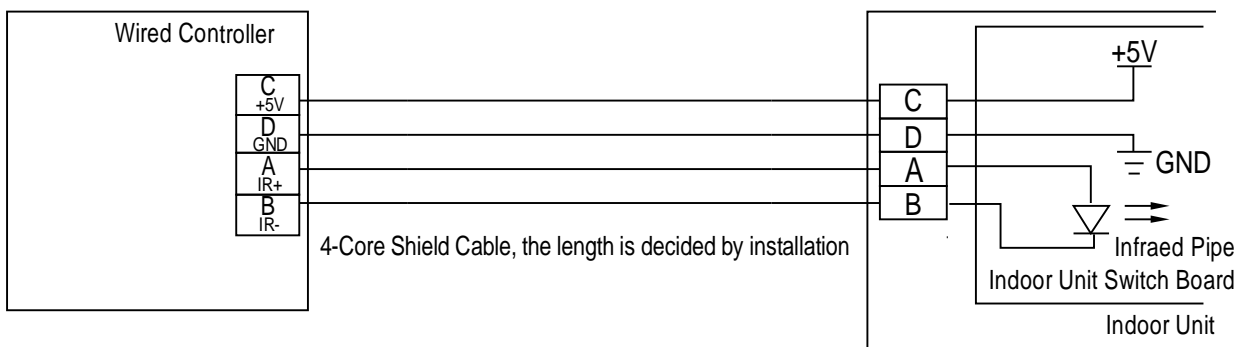 Wired Controller
C
+5V
D
GND
A
IR+
B
IR-
4-Core Shield Cable, the length is decided by installation
C
D
A
B
+5V
GND
Infraed Pipe
Indoor Unit Switch Board
Indoor Unit